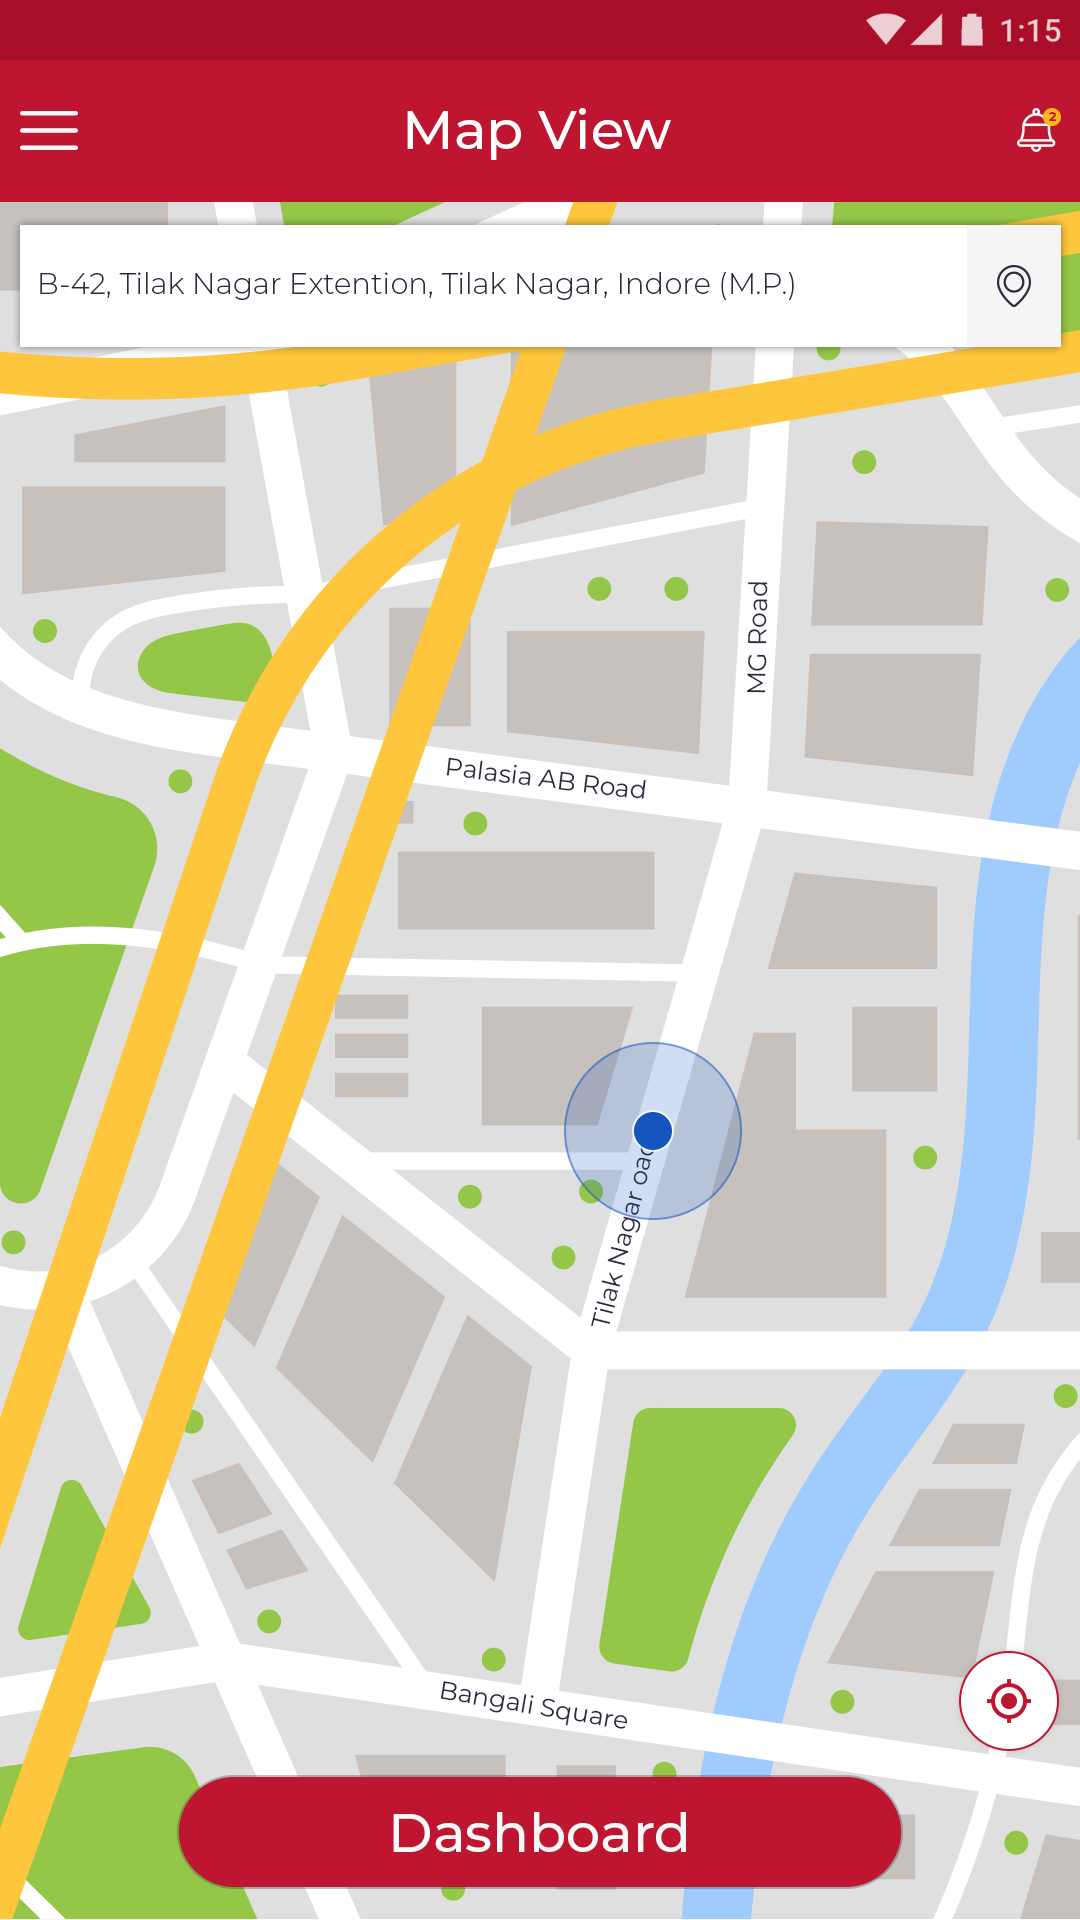 1:15
Map View
2
B-42, Tilak Nagar Extention, Tilak Nagar, Indore (M.P.)
MG Road
Palasia AB Road
Tilak Nagar oad
Bangali Square
Dashboard